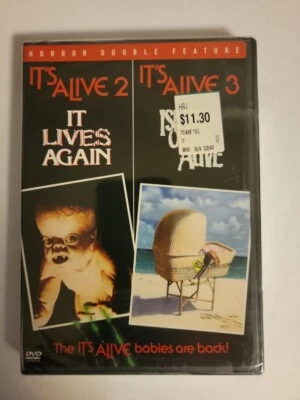 HORROR DOUBLE FEATURE
IT'S ALIVE 2
IT'S ALIVE 3
IT
LIVES
AGAIN
$11.30
ALIVE
DVD
The IT'S ALIVE babies are back!